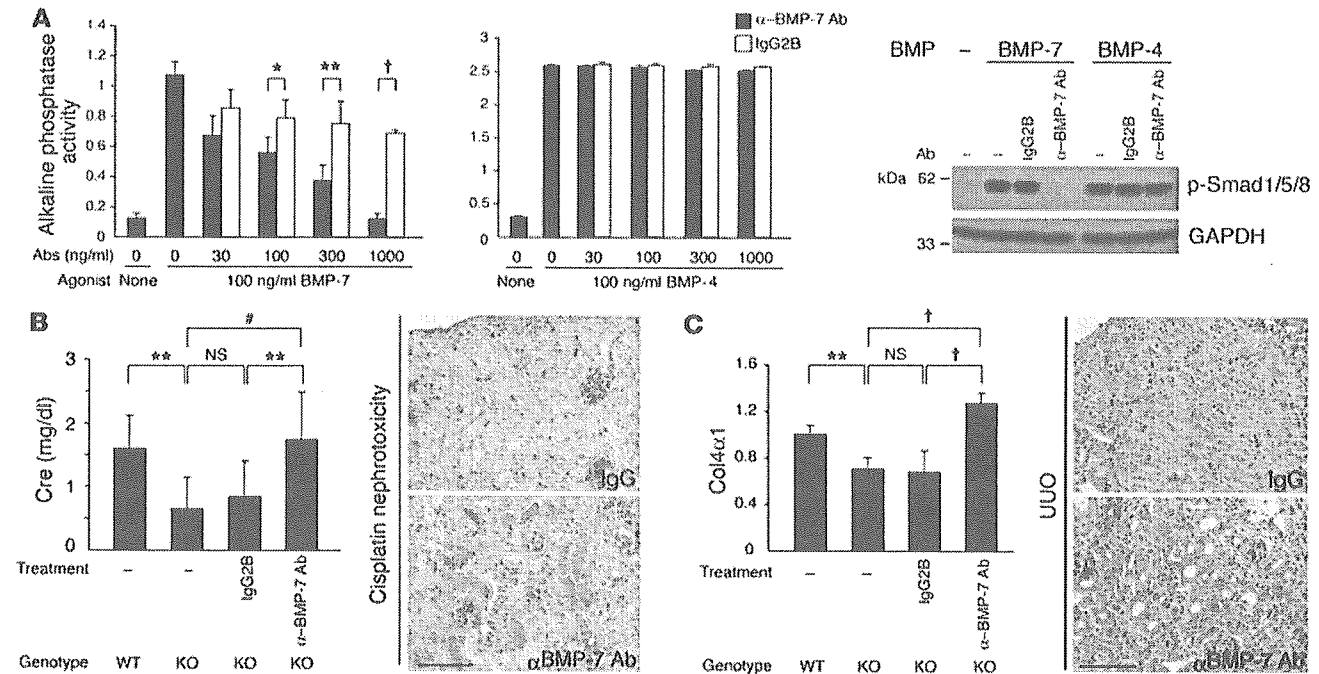 A
Alkaline phosphatase
activity
1.4
1.2
1
0.8
0.6
0.4
0.2
0
* ** †
Abs (ng/ml) 0 0 30 100 300 1000
Agonist None 100 ng/ml BMP-7
3
2.5
2
1.5
1
0.5
0
0 0 30 100 300 1000
None 100 ng/ml BMP-4
α-BMP-7 Ab
IgG2B
BMP – BMP-7 BMP-4
Ab – – IgG2B α-BMP-7 Ab – IgG2B α-BMP-7 Ab
kDa 62 p-Smad1/5/8
33 GAPDH
B
Cre (mg/dl)
3
2
1
0
#
** NS **
Treatment – – IgG2B α-BMP-7 Ab
Genotype WT KO KO KO
Cisplatin nephrotoxicity
IgG
αBMP-7 Ab
C
Col4α1
1.6
1.2
0.8
0.4
0
†
** NS †
Treatment – – IgG2B α-BMP-7 Ab
Genotype WT KO KO KO
UUO
IgG
αBMP-7 Ab